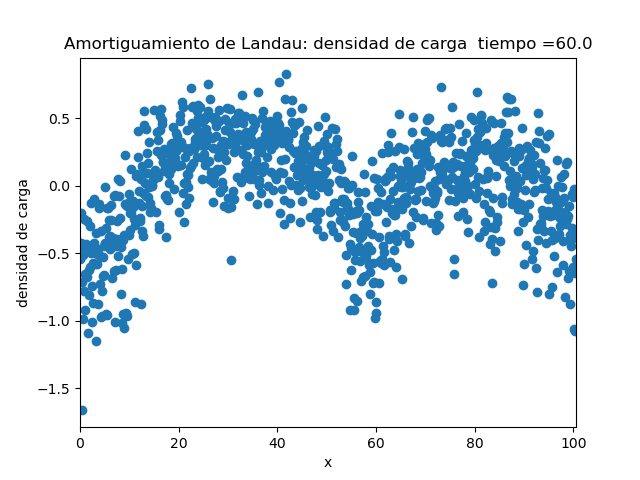 Amortiguamiento de Landau: densidad de carga  tiempo =60.0
densidad de carga
0.5
0.0
−0.5
−1.0
−1.5
0 20 40 60 80 100
x